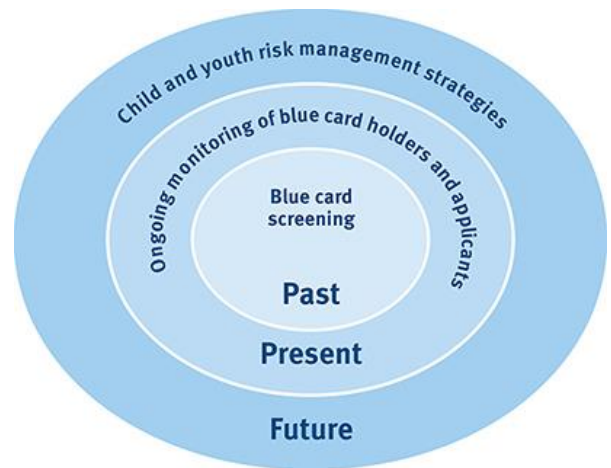 Child and youth risk management strategies
Ongoing monitoring of blue card holders and applicants
Blue card
screening
Past
Present
Future